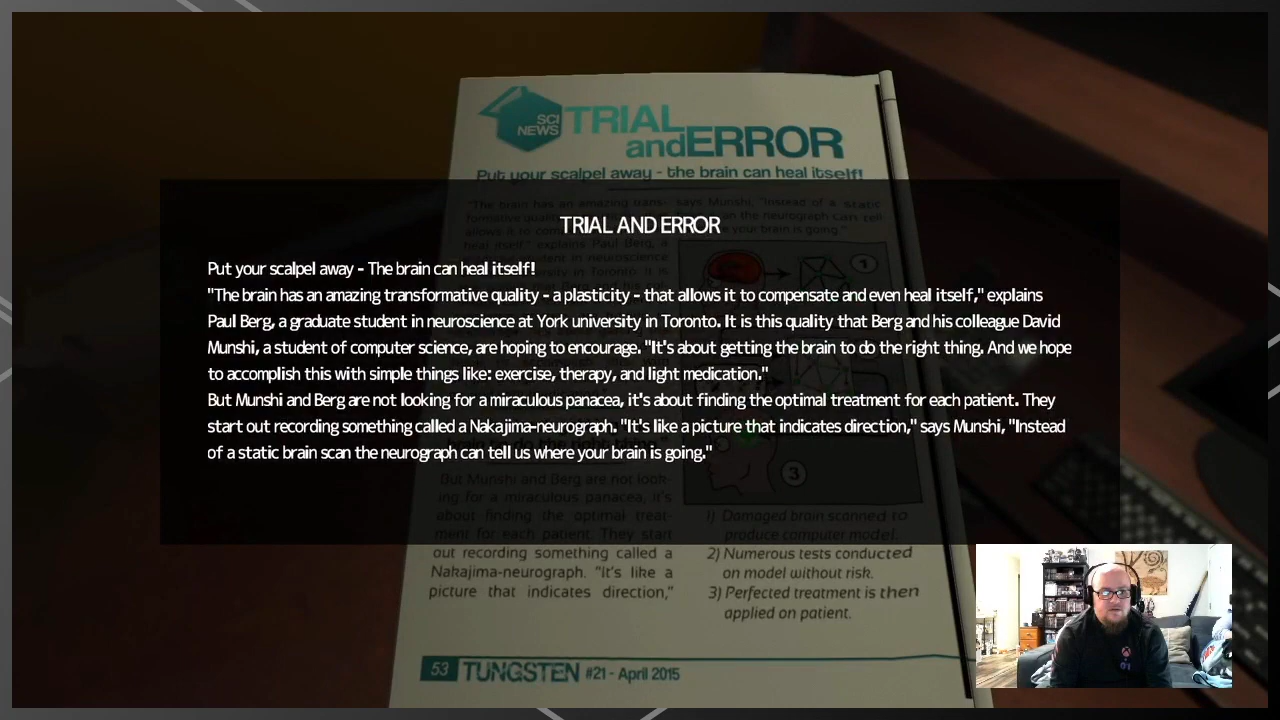 SCI
NEWS
TRIAL
andERROR
Put your scalpel away - the brain can heal itself!
TRIAL AND ERROR
Put your scalpel away - The brain can heal itself!
"The brain has an amazing transformative quality - a plasticity - that allows it to compensate and even heal itself," explains
Paul Berg, a graduate student in neuroscience at York university in Toronto. It is this quality that Berg and his colleague David
Munshi, a student of computer science, are hoping to encourage. "It's about getting the brain to do the right thing. And we hope
to accomplish this with simple things like: exercise, therapy, and light medication."
But Munshi and Berg are not looking for a miraculous panacea, it's about finding the optimal treatment for each patient. They
start out recording something called a Nakajima-neurograph. "It's like a picture that indicates direction," says Munshi, "Instead
of a static brain scan the neurograph can tell us where your brain is going."
1
3
But Munshi and Berg are not look-
ing for a miraculous panacea, it's
about finding the optimal treat-
ment for each patient. They start
out recording something called a
Nakajima-neurograph. "it's like a
picture that indicates direction,"
1) Damaged brain scanned to
produce computer model.
2) Numerous tests conducted
on model without risk.
3) Perfected treatment is then
applied on patient.
53 TUNGSTEN #21 - April 2015